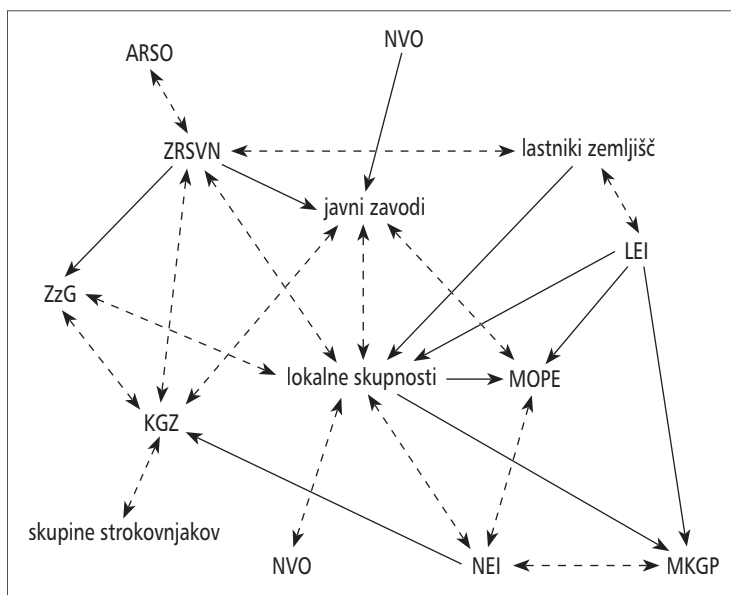 NVO
ARSO
ZRSVN
lastniki zemljišč
javni zavodi
LEI
ZzG
lokalne skupnosti
MOPE
KGZ
skupine strokovnjakov
NVO
NEI
MKGP